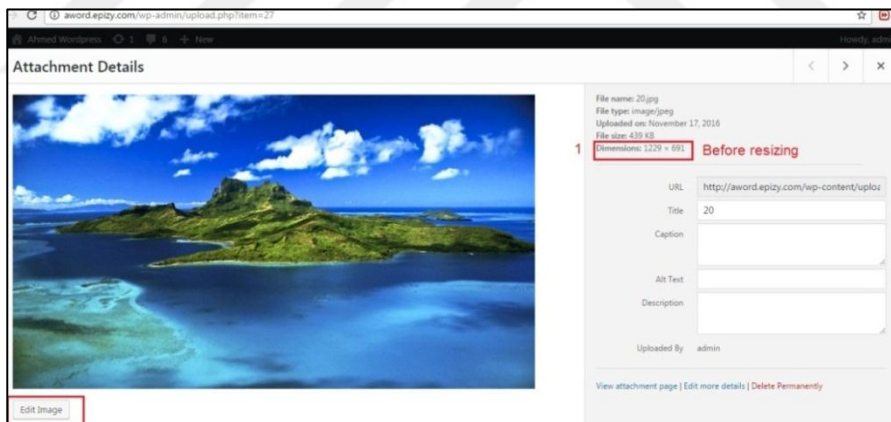 aword.epizy.com/wp-admin/upload.php?item=27
Ahmed Wordpress 1 6 + New Howdy, adm
Attachment Details
File name: 20.jpg
File type: image/jpeg
Uploaded on: November 17, 2016
File size: 439 KB
1 Dimensions: 1229 × 691 Before resizing
URL http://aword.epizy.com/wp-content/uploa
Title 20
Caption
Alt Text
Description
Uploaded By admin
View attachment page | Edit more details | Delete Permanently
Edit Image